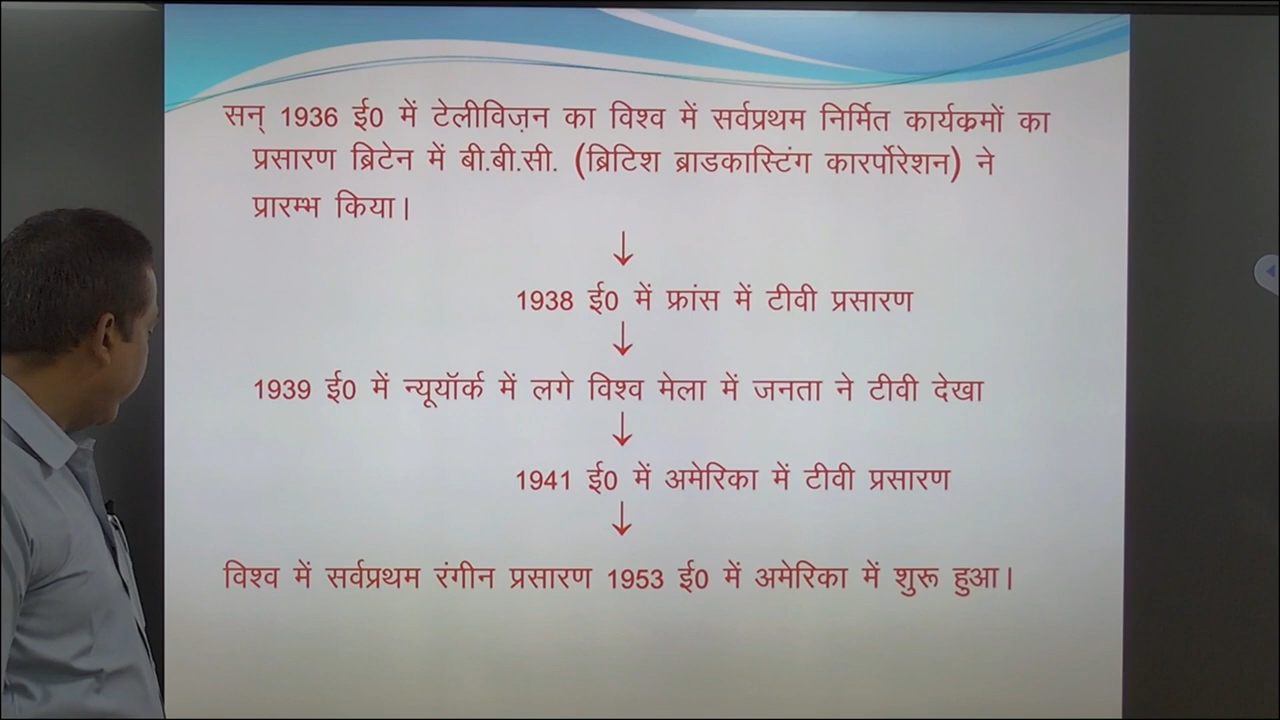 सन् 1936 ई0 में टेलीविज़न का विश्व में सर्वप्रथम निर्मित कार्यक्रमों का
प्रसारण ब्रिटेन में बी.बी.सी. (ब्रिटिश ब्राडकास्टिंग कारर्पोरेशन) ने
प्रारम्भ किया।
↓
1938 ई0 में फ्रांस में टीवी प्रसारण
↓
1939 ई0 में न्यूयॉर्क में लगे विश्व मेला में जनता ने टीवी देखा
↓
1941 ई0 में अमेरिका में टीवी प्रसारण
↓
विश्व में सर्वप्रथम रंगीन प्रसारण 1953 ई0 में अमेरिका में शुरू हुआ।